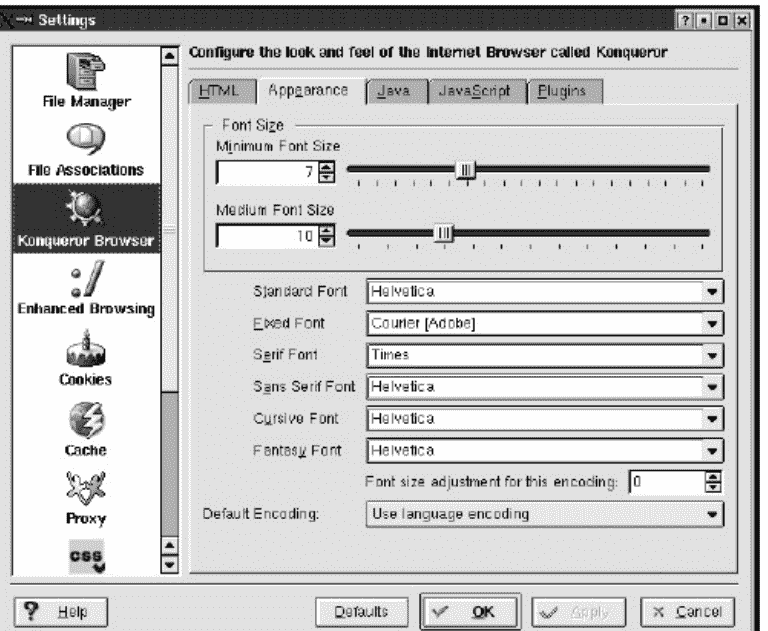 Settings
Configure the look and feel of the Internet Browser called Konqueror
File Manager
File Associations
Konqueror Browser
Enhanced Browsing
Cookies
Cache
Proxy
css
HTML Appearance Java JavaScript Plugins
Font Size
Minimum Font Size
7
Medium Font Size
10
Standard Font Helvetica
Fixed Font Courier [Adobe]
Serif Font Times
Sans Serif Font Helvetica
Cursive Font Helvetica
Fantasy Font Helvetica
Font size adjustment for this encoding: 0
Default Encoding: Use language encoding
? Help Defaults OK Apply Cancel